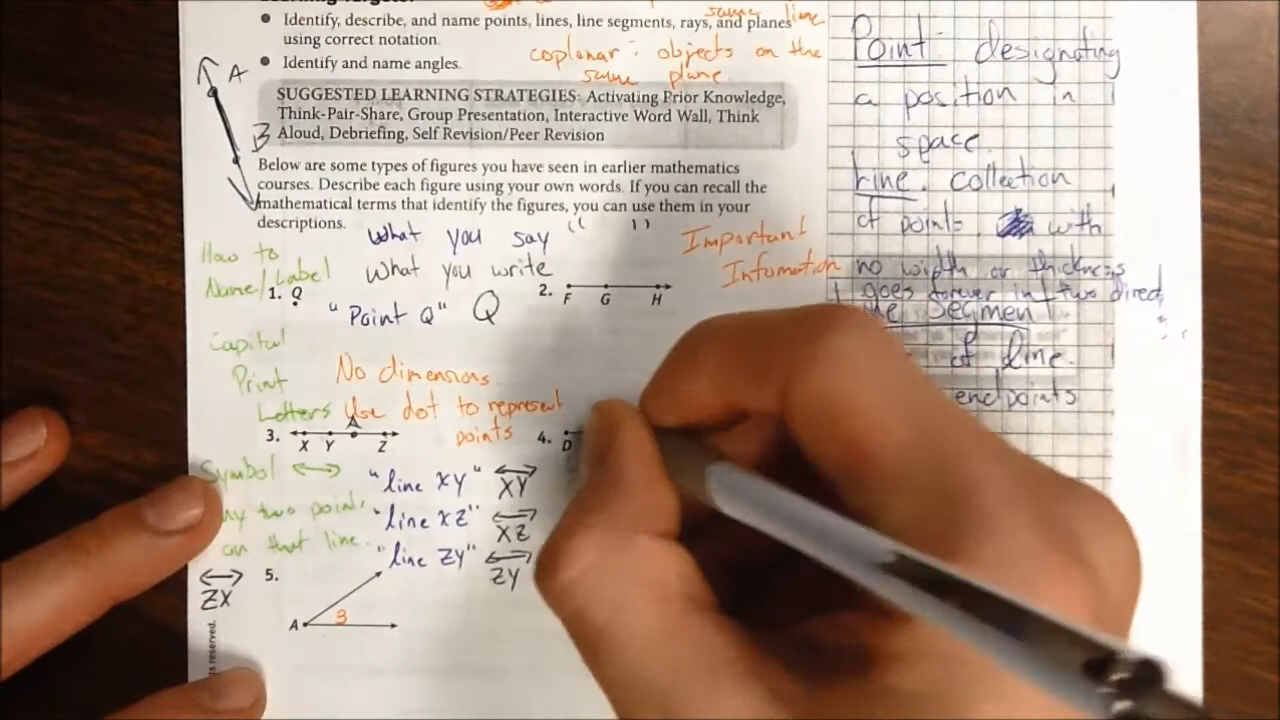 same line
● Identify, describe, and name points, lines, line segments, rays, and planes
using correct notation.
coplanar: objects on the
same plane.
● Identify and name angles.
SUGGESTED LEARNING STRATEGIES: Activating Prior Knowledge,
Think-Pair-Share, Group Presentation, Interactive Word Wall, Think
Aloud, Debriefing, Self Revision/Peer Revision
A
B
Below are some types of figures you have seen in earlier mathematics
courses. Describe each figure using your own words. If you can recall the
mathematical terms that identify the figures, you can use them in your
descriptions.
What you say " "
What you write
Important
Infomation
How to
Name/Label
1. Q
"Point Q" Q
2. F G H
Capital
Print
Letters
No dimensions
Use dot to represent
points
A
3. X Y Z
4. D
Symbol ↔
any two points
on that line.
"line XY" XY
"line XZ" XZ
"line ZY" ZY
ZX
5.
A 3
reserved.
Point: designating
a position in
space.
Line: collection
of points with
no width or thickness
goes forever in two direct
Segment
of line.
endpoints